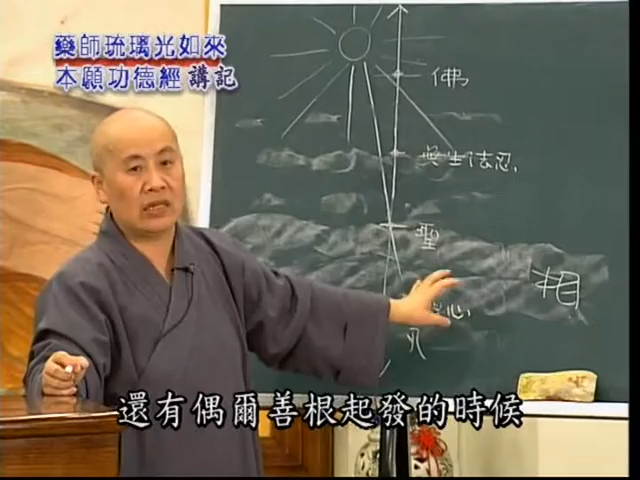 藥師琉璃光如來
本願功德經講記
佛
無生法忍
聖
相
心
凡
還有偶爾善根起發的時候